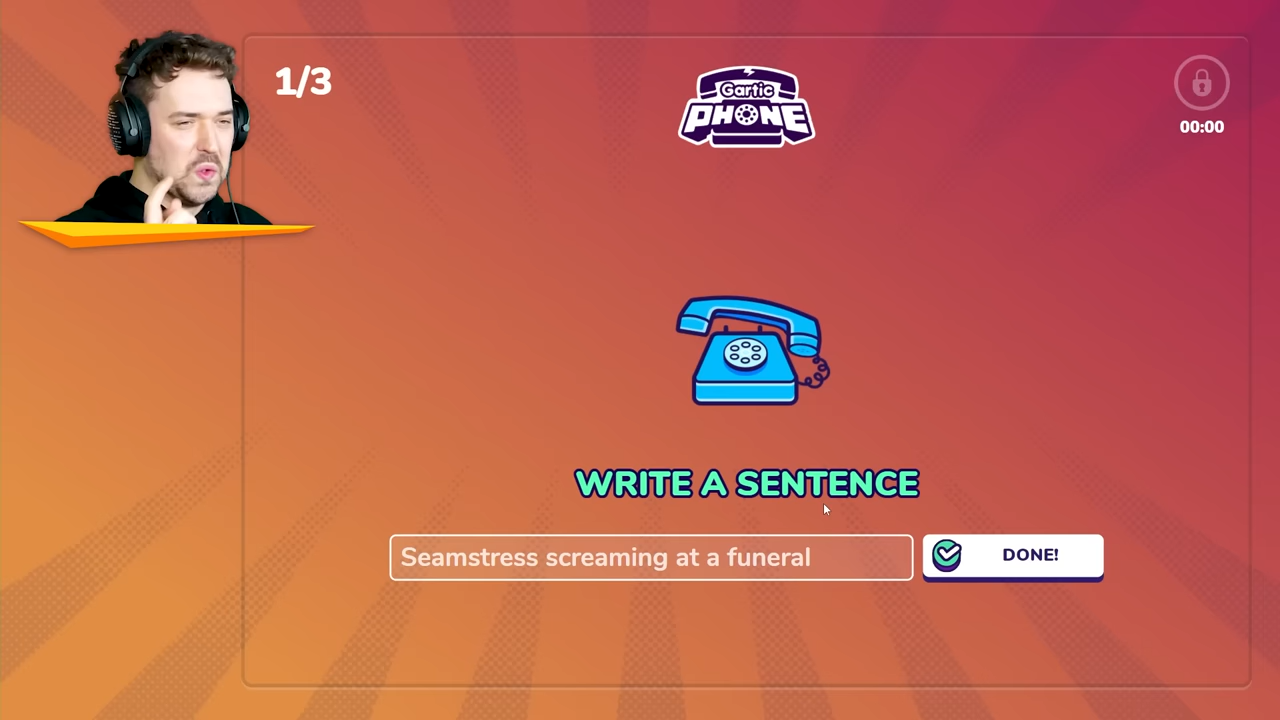 1/3
Gartic
PHONE
00:00
WRITE A SENTENCE
Seamstress screaming at a funeral
DONE!